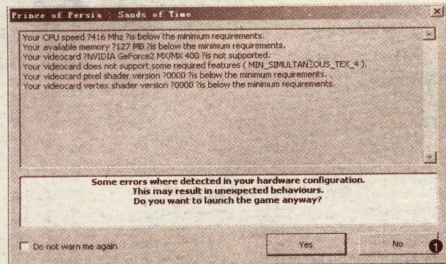 Prince of Persia : Sands of Time
Your CPU speed ?416 Mhz ?is below the minimum requirements.
Your available memory ?127 MB ?is below the minimum requirements.
Your videocard ?NVIDIA GeForce2 MX/MX 400 ?is not supported.
Your videocard does not support some required features ( MIN_SIMULTANEOUS_TEX_4 ).
Your videocard pixel shader version ?0000 ?is below the minimum requirements.
Your videocard vertex shader version ?0000 ?is below the minimum requirements.
Some errors where detected in your hardware configuration.
This may result in unexpected behaviours.
Do you want to launch the game anyway?
Do not warn me again
Yes
No
1